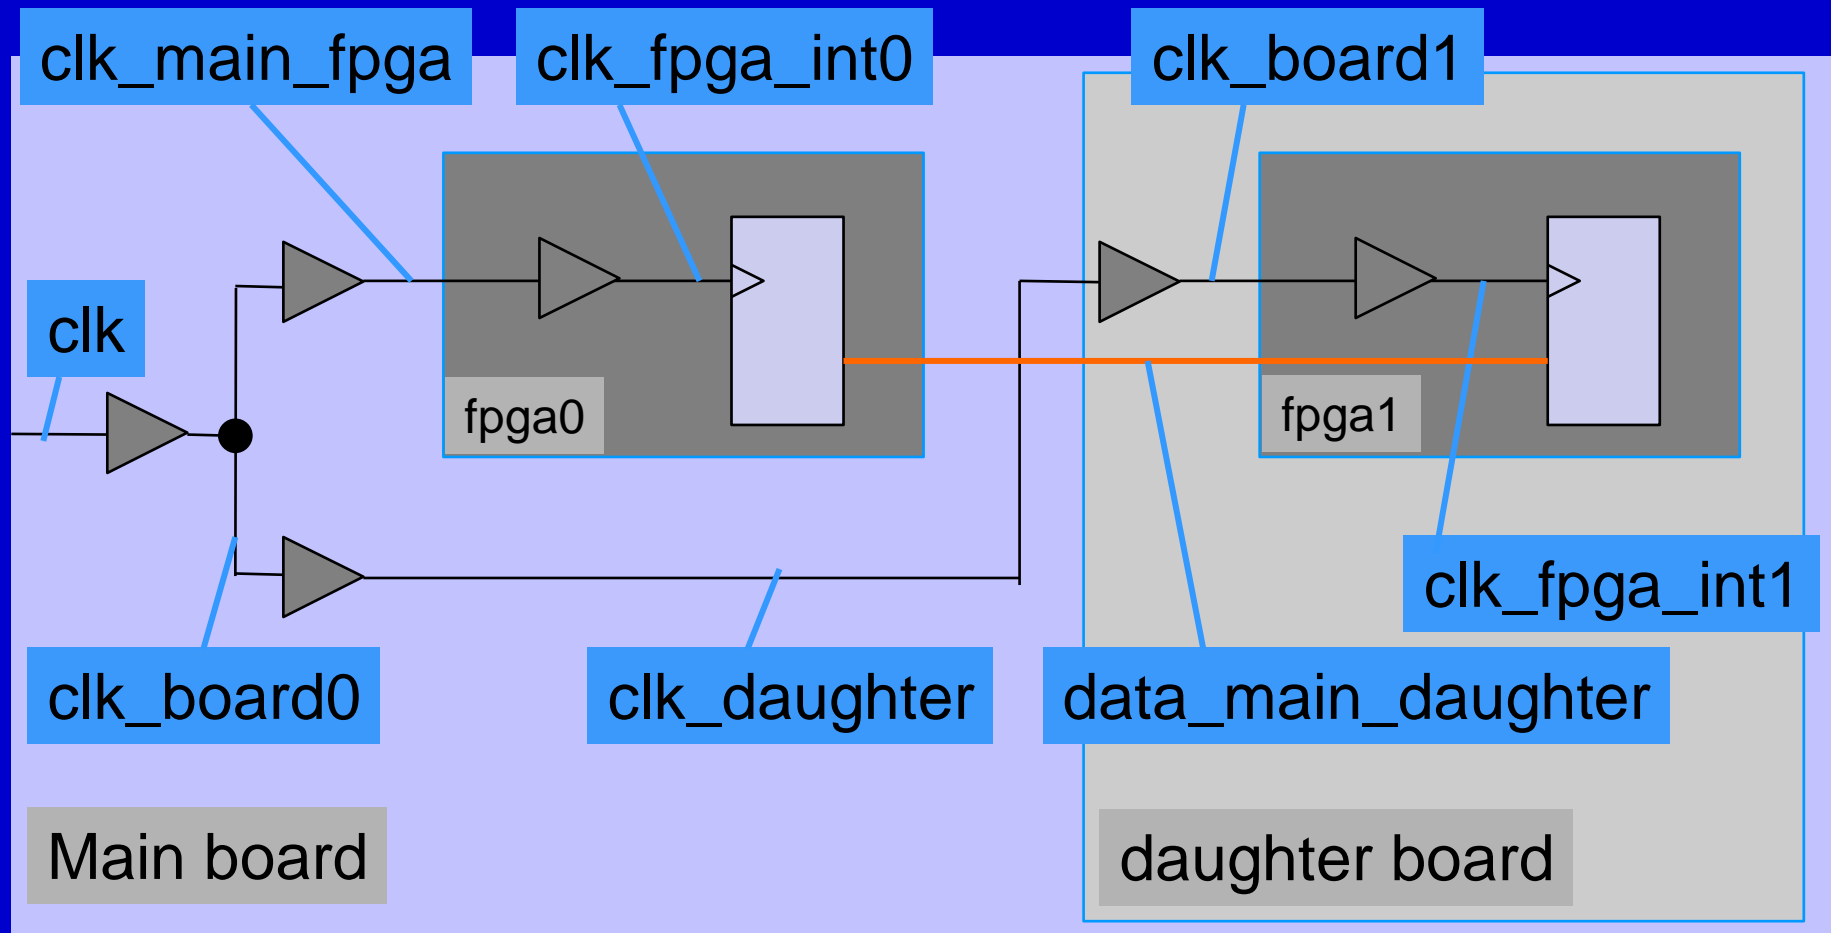 clk_main_fpga
clk_fpga_int0
clk_board1
clk
fpga0
fpga1
clk_fpga_int1
clk_board0
clk_daughter
data_main_daughter
Main board
daughter board